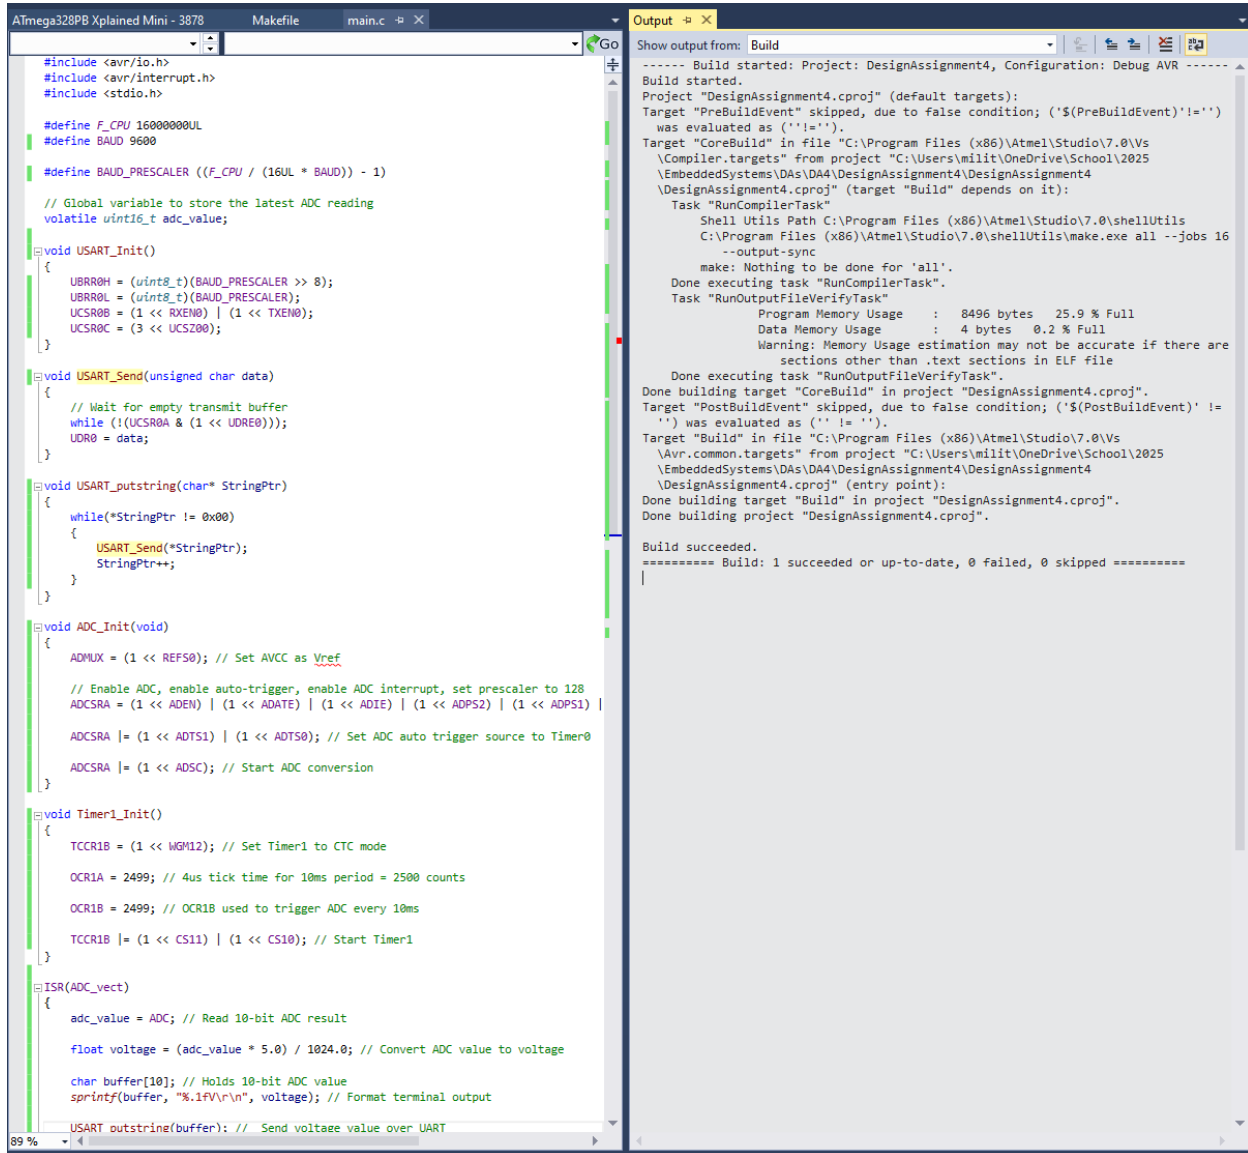 ATmega328PB Xplained Mini - 3878 Makefile main.c
Go
#include <avr/io.h>
#include <avr/interrupt.h>
#include <stdio.h>
#define F_CPU 16000000UL
#define BAUD 9600
#define BAUD_PRESCALER ((F_CPU / (16UL * BAUD)) - 1)
// Global variable to store the latest ADC reading
volatile uint16_t adc_value;
void USART_Init()
{
UBRR0H = (uint8_t)(BAUD_PRESCALER >> 8);
UBRR0L = (uint8_t)(BAUD_PRESCALER);
UCSR0B = (1 << RXEN0) | (1 << TXEN0);
UCSR0C = (3 << UCSZ00);
}
void USART_Send(unsigned char data)
{
// Wait for empty transmit buffer
while (!(UCSR0A & (1 << UDRE0)));
UDR0 = data;
}
void USART_putstring(char* StringPtr)
{
while(*StringPtr != 0x00)
{
USART_Send(*StringPtr);
StringPtr++;
}
}
void ADC_Init(void)
{
ADMUX = (1 << REFS0); // Set AVCC as Vref
// Enable ADC, enable auto-trigger, enable ADC interrupt, set prescaler to 128
ADCSRA = (1 << ADEN) | (1 << ADATE) | (1 << ADIE) | (1 << ADPS2) | (1 << ADPS1) |
ADCSRA |= (1 << ADTS1) | (1 << ADTS0); // Set ADC auto trigger source to Timer0
ADCSRA |= (1 << ADSC); // Start ADC conversion
}
void Timer1_Init()
{
TCCR1B = (1 << WGM12); // Set Timer1 to CTC mode
OCR1A = 2499; // 4us tick time for 10ms period = 2500 counts
OCR1B = 2499; // OCR1B used to trigger ADC every 10ms
TCCR1B |= (1 << CS11) | (1 << CS10); // Start Timer1
}
ISR(ADC_vect)
{
adc_value = ADC; // Read 10-bit ADC result
float voltage = (adc_value * 5.0) / 1024.0; // Convert ADC value to voltage
char buffer[10]; // Holds 10-bit ADC value
sprintf(buffer, "%.1fV\r\n", voltage); // Format terminal output
USART_putstring(buffer); // Send voltage value over UART
89 %
Output
Show output from: Build
------ Build started: Project: DesignAssignment4, Configuration: Debug AVR ------
Build started.
Project "DesignAssignment4.cproj" (default targets):
Target "PreBuildEvent" skipped, due to false condition; ('$(PreBuildEvent)'!='')
was evaluated as (''!='').
Target "CoreBuild" in file "C:\Program Files (x86)\Atmel\Studio\7.0\Vs
\Compiler.targets" from project "C:\Users\milit\OneDrive\School\2025
\EmbeddedSystems\DAs\DA4\DesignAssignment4\DesignAssignment4
\DesignAssignment4.cproj" (target "Build" depends on it):
Task "RunCompilerTask"
Shell Utils Path C:\Program Files (x86)\Atmel\Studio\7.0\shellUtils
C:\Program Files (x86)\Atmel\Studio\7.0\shellUtils\make.exe all --jobs 16
--output-sync
make: Nothing to be done for 'all'.
Done executing task "RunCompilerTask".
Task "RunOutputFileVerifyTask"
Program Memory Usage : 8496 bytes 25.9 % Full
Data Memory Usage : 4 bytes 0.2 % Full
Warning: Memory Usage estimation may not be accurate if there are
sections other than .text sections in ELF file
Done executing task "RunOutputFileVerifyTask".
Done building target "CoreBuild" in project "DesignAssignment4.cproj".
Target "PostBuildEvent" skipped, due to false condition; ('$(PostBuildEvent)' !=
'') was evaluated as ('' != '').
Target "Build" in file "C:\Program Files (x86)\Atmel\Studio\7.0\Vs
\Avr.common.targets" from project "C:\Users\milit\OneDrive\School\2025
\EmbeddedSystems\DAs\DA4\DesignAssignment4\DesignAssignment4
\DesignAssignment4.cproj" (entry point):
Done building target "Build" in project "DesignAssignment4.cproj".
Done building project "DesignAssignment4.cproj".
Build succeeded.
========== Build: 1 succeeded or up-to-date, 0 failed, 0 skipped ==========